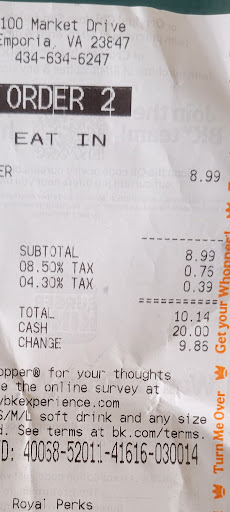 100 Market Drive
Emporia, VA 23847
434-634-6247
ORDER 2
EAT IN
ER 8.99
SUBTOTAL 8.99
08.50% TAX 0.76
04.30% TAX 0.39
TOTAL 10.14
CASH 20.00
CHANGE 9.86
opper® for your thoughts
e the online survey at
ybkexperience.com
S/M/L soft drink and any size
d. See terms at bk.com/terms.
D: 40068-52011-41616-030014
Royal Perks
Turn Me Over
Get your Whopper!